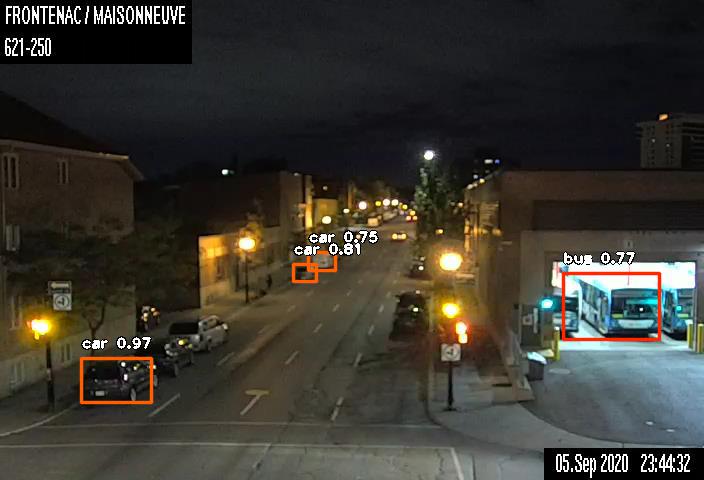 FRONTENAC / MAISONNEUVE
621-250
car 0.75
car 0.81
bus 0.77
car 0.97
05.Sep 2020 23:44:32